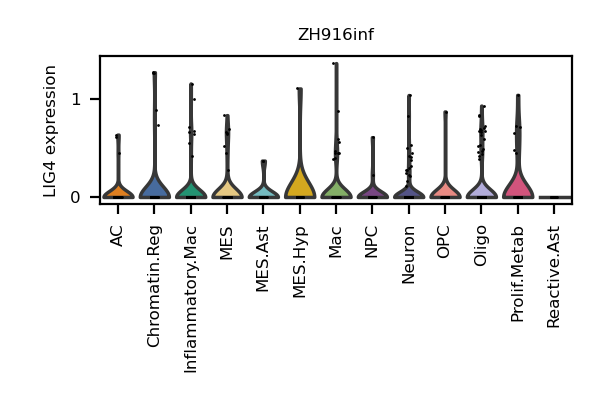 ZH916inf
LIG4 expression
1
0
AC
Chromatin.Reg
Inflammatory.Mac
MES
MES.Ast
MES.Hyp
Mac
NPC
Neuron
OPC
Oligo
Prolif.Metab
Reactive.Ast